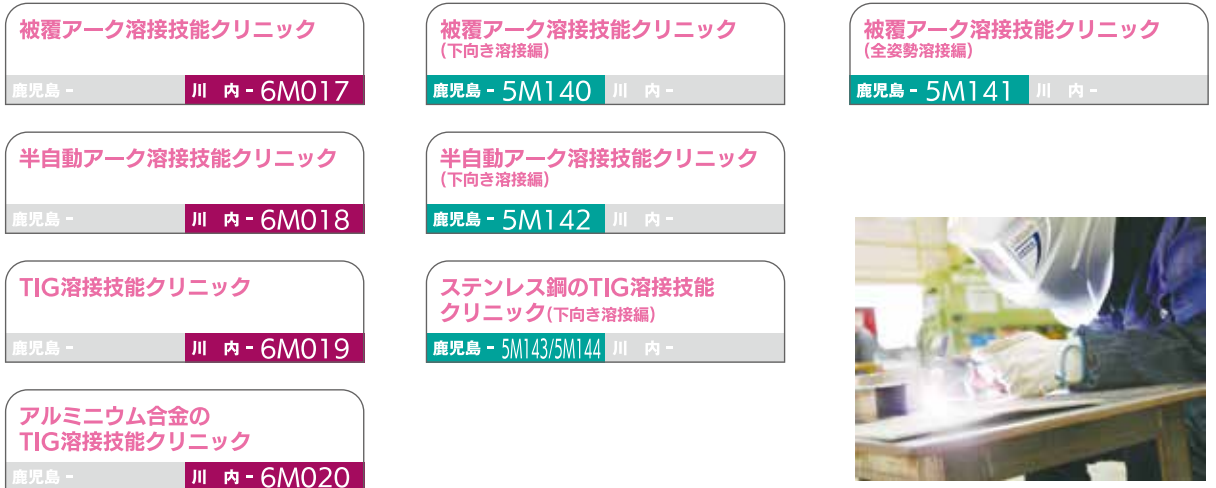 被覆アーク溶接技能クリニック
鹿児島 -
川 内 - 6M017
被覆アーク溶接技能クリニック
(下向き溶接編)
鹿児島 - 5M140
川 内 -
被覆アーク溶接技能クリニック
(全姿勢溶接編)
鹿児島 - 5M141
川 内 -
半自動アーク溶接技能クリニック
鹿児島 -
川 内 - 6M018
半自動アーク溶接技能クリニック
(下向き溶接編)
鹿児島 - 5M142
川 内 -
TIG溶接技能クリニック
鹿児島 -
川 内 - 6M019
ステンレス鋼のTIG溶接技能
クリニック(下向き溶接編)
鹿児島 - 5M143/5M144
川 内 -
アルミニウム合金の
TIG溶接技能クリニック
鹿児島 -
川 内 - 6M020